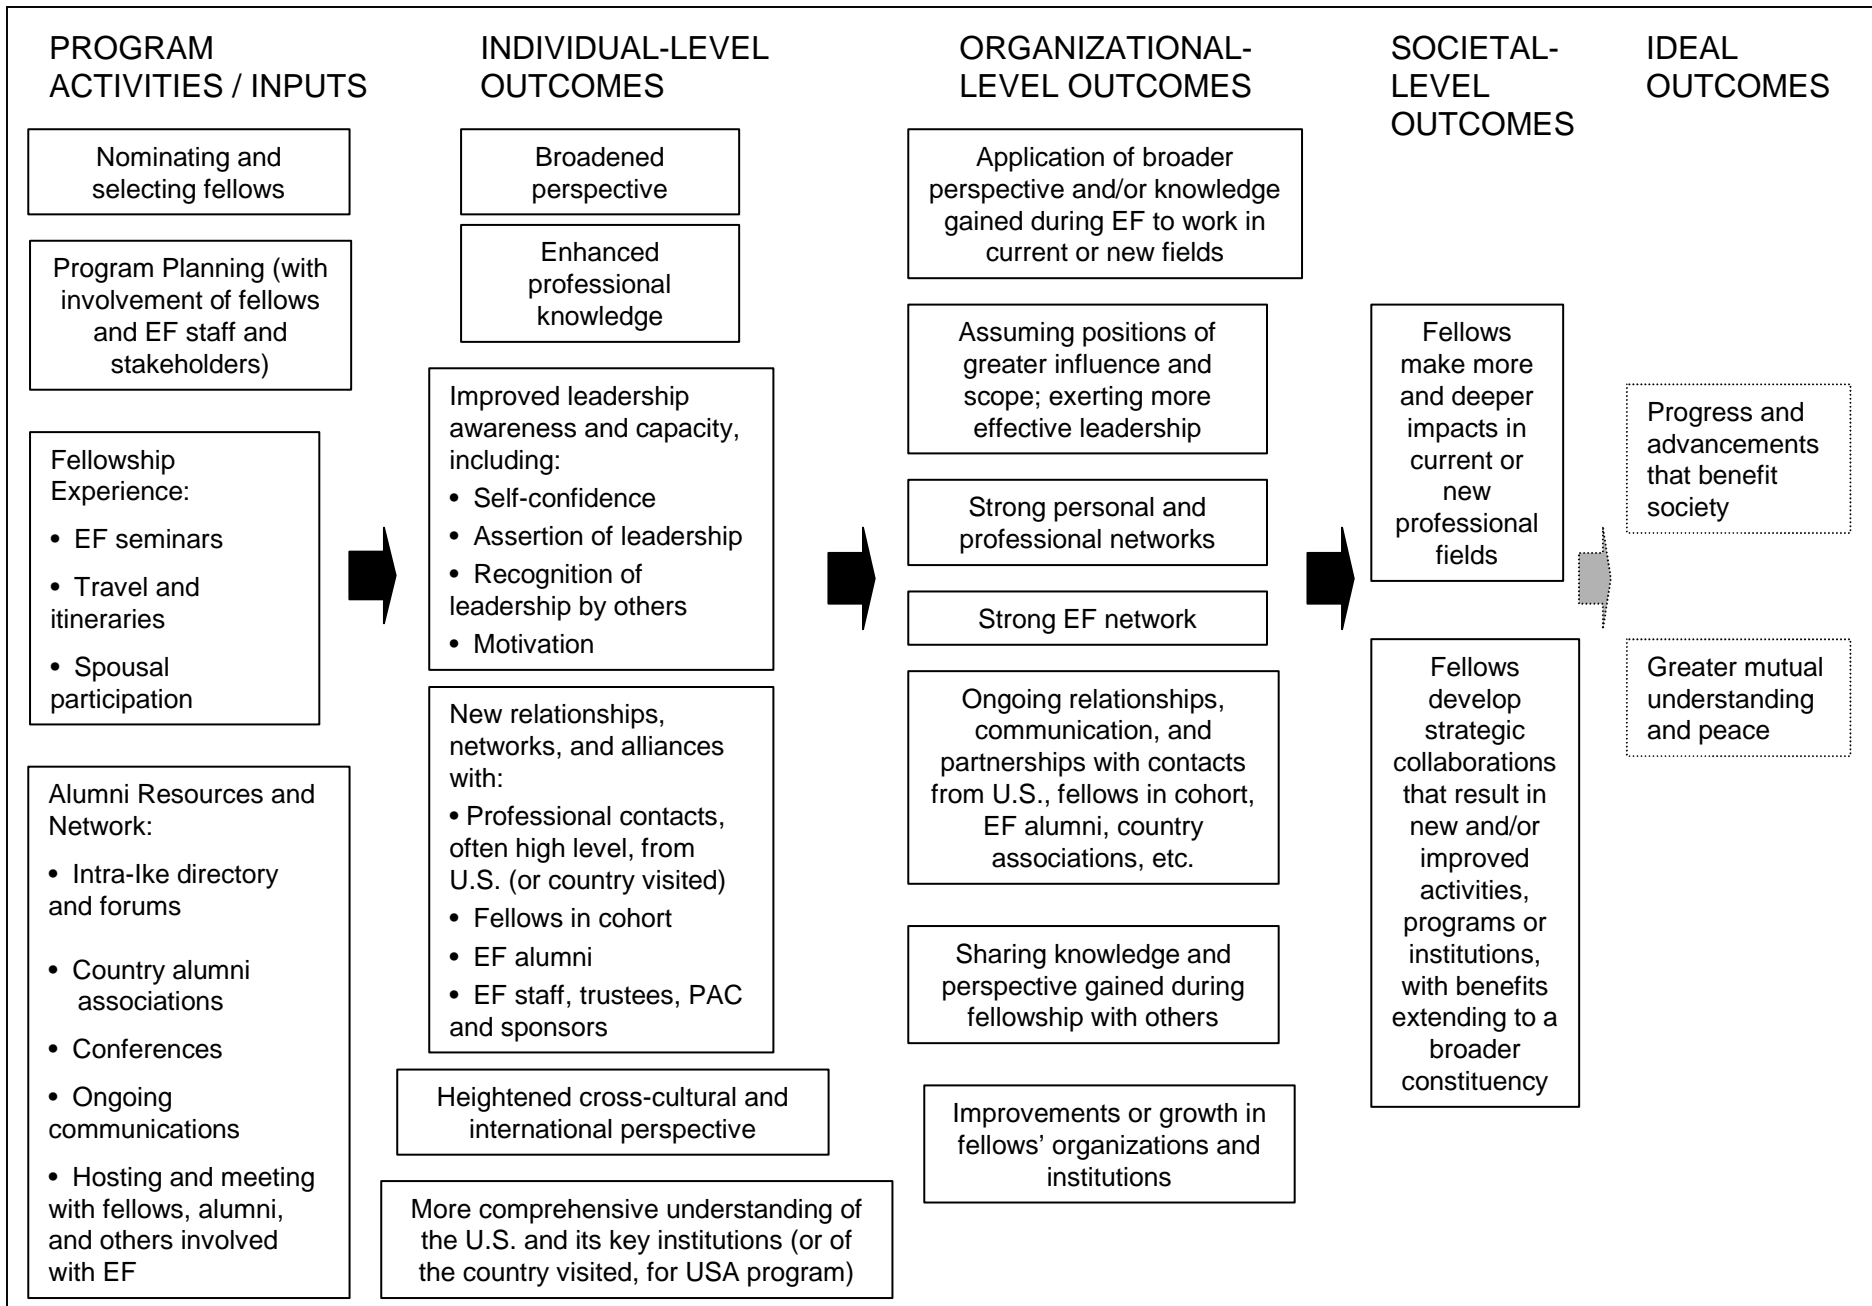 PROGRAM
ACTIVITIES / INPUTS
Nominating and
selecting fellows
Program Planning (with
involvement of fellows
and EF staff and
stakeholders)
Fellowship
Experience:
• EF seminars
• Travel and
itineraries
• Spousal
participation
Alumni Resources and
Network:
• Intra-Ike directory
and forums
• Country alumni
associations
• Conferences
• Ongoing
communications
• Hosting and meeting
with fellows, alumni,
and others involved
with EF
INDIVIDUAL-LEVEL
OUTCOMES
Broadened
perspective
Enhanced
professional
knowledge
Improved leadership
awareness and capacity,
including:
• Self-confidence
• Assertion of leadership
• Recognition of
leadership by others
• Motivation
New relationships,
networks, and alliances
with:
• Professional contacts,
often high level, from
U.S. (or country visited)
• Fellows in cohort
• EF alumni
• EF staff, trustees, PAC
and sponsors
Heightened cross-cultural and
international perspective
More comprehensive understanding of
the U.S. and its key institutions (or of
the country visited, for USA program)
ORGANIZATIONAL-
LEVEL OUTCOMES
Application of broader
perspective and/or knowledge
gained during EF to work in
current or new fields
Assuming positions of
greater influence and
scope; exerting more
effective leadership
Strong personal and
professional networks
Strong EF network
Ongoing relationships,
communication, and
partnerships with contacts
from U.S., fellows in cohort,
EF alumni, country
associations, etc.
Sharing knowledge and
perspective gained during
fellowship with others
Improvements or growth in
fellows’ organizations and
institutions
SOCIETAL-
LEVEL
OUTCOMES
Fellows
make more
and deeper
impacts in
current or
new
professional
fields
Fellows
develop
strategic
collaborations
that result in
new and/or
improved
activities,
programs or
institutions,
with benefits
extending to a
broader
constituency
IDEAL
OUTCOMES
Progress and
advancements
that benefit
society
Greater mutual
understanding
and peace